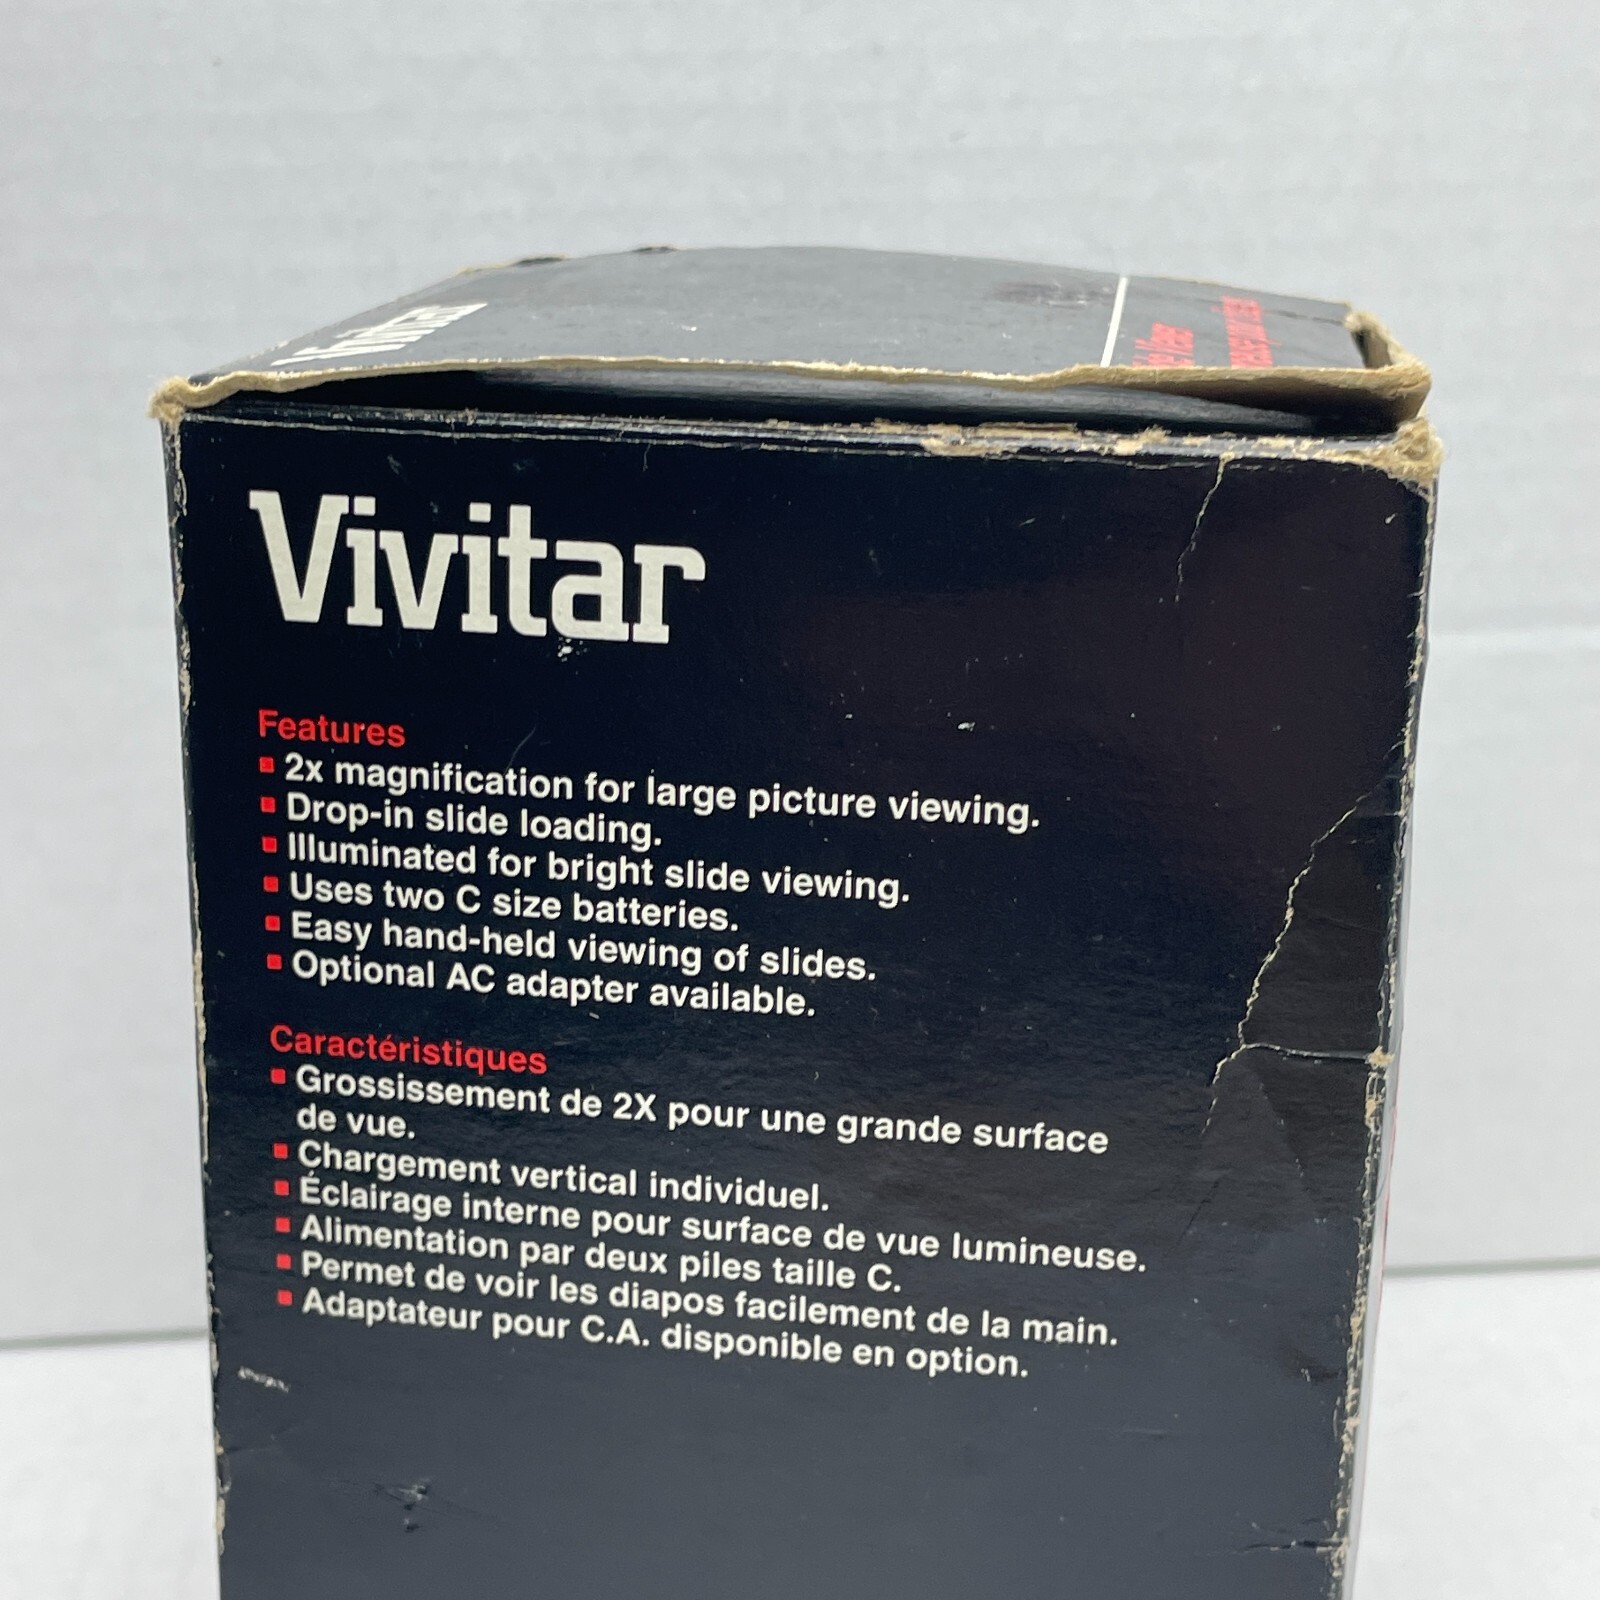 Vivitar
Vivitar
Features
2x magnification for large picture viewing.
Drop-in slide loading.
Illuminated for bright slide viewing.
Uses two C size batteries.
Easy hand-held viewing of slides.
Optional AC adapter available.
Caractéristiques
Grossissement de 2X pour une grande surface
de vue.
Chargement vertical individuel.
Éclairage interne pour surface de vue lumineuse.
Alimentation par deux piles taille C.
Permet de voir les diapos facilement de la main.
Adaptateur pour C.A. disponible en option.